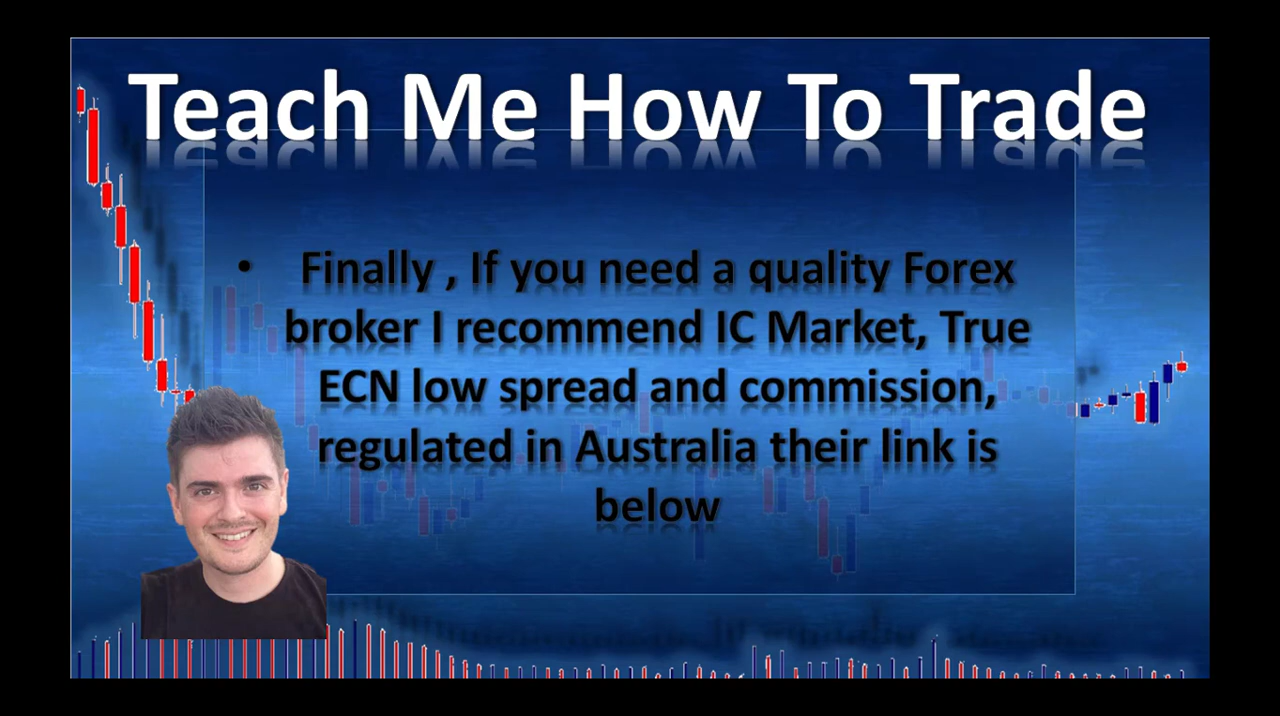 Teach Me How To Trade
• Finally , If you need a quality Forex
broker I recommend IC Market, True
ECN low spread and commission,
regulated in Australia their link is
below